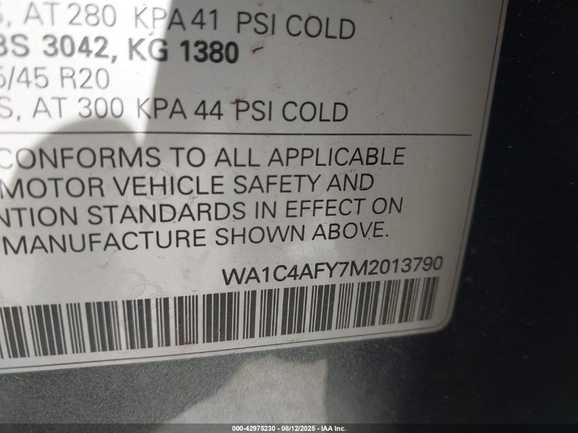 S, AT 280 KPA 41 PSI COLD
BS 3042, KG 1380
5/45 R20
S, AT 300 KPA 44 PSI COLD
CONFORMS TO ALL APPLICABLE
MOTOR VEHICLE SAFETY AND
NTION STANDARDS IN EFFECT ON
MANUFACTURE SHOWN ABOVE.
WA1C4AFY7M2013790
000-42975230 - 08/12/2025 - IAA Inc.